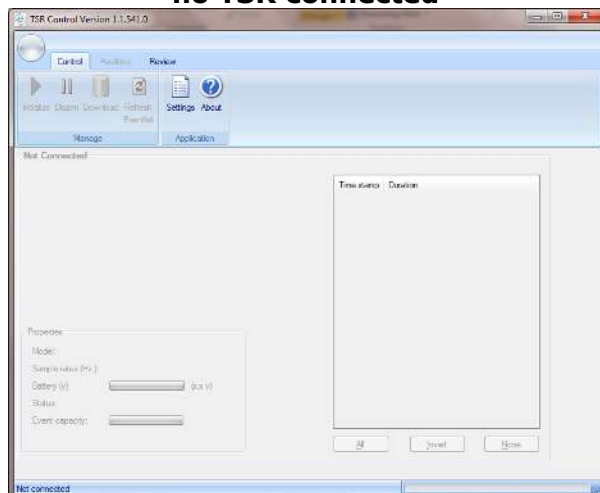 no TSR connected
TSR Control Version 1.1.541.0
Control Review
Initialize Disarm Download Refresh Settings About
Manage Application
Not Connected
Time stamp Duration
Properties
Model:
Battery (v) (x.x v)
Status:
Event capacity:
All Invert None
Not connected